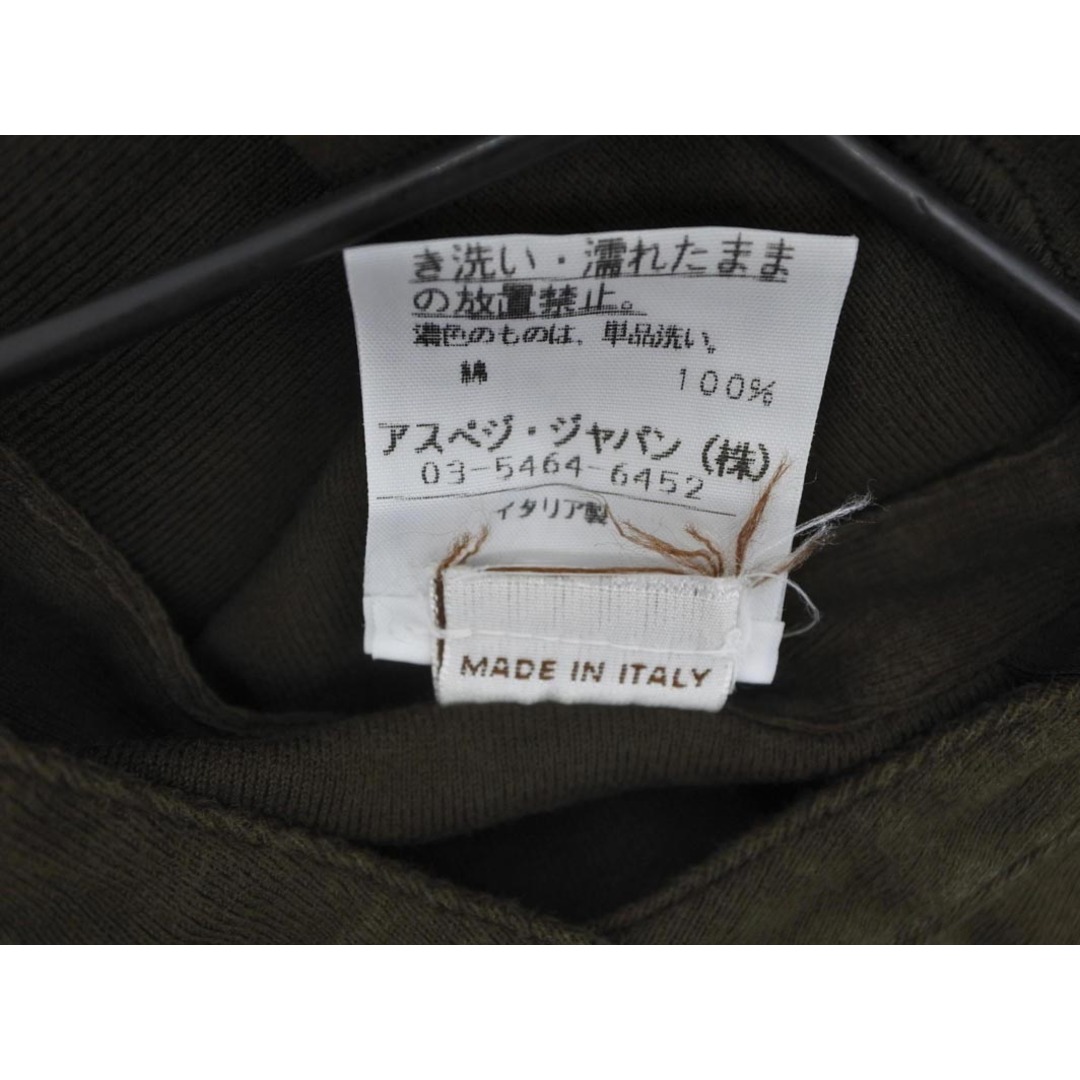 き洗い・濡れたまま
の放置禁止。
濃色のものは、単品洗い。
綿 100%
アスペジ・ジャパン(株)
03-5464-6452
イタリア製
MADE IN ITALY